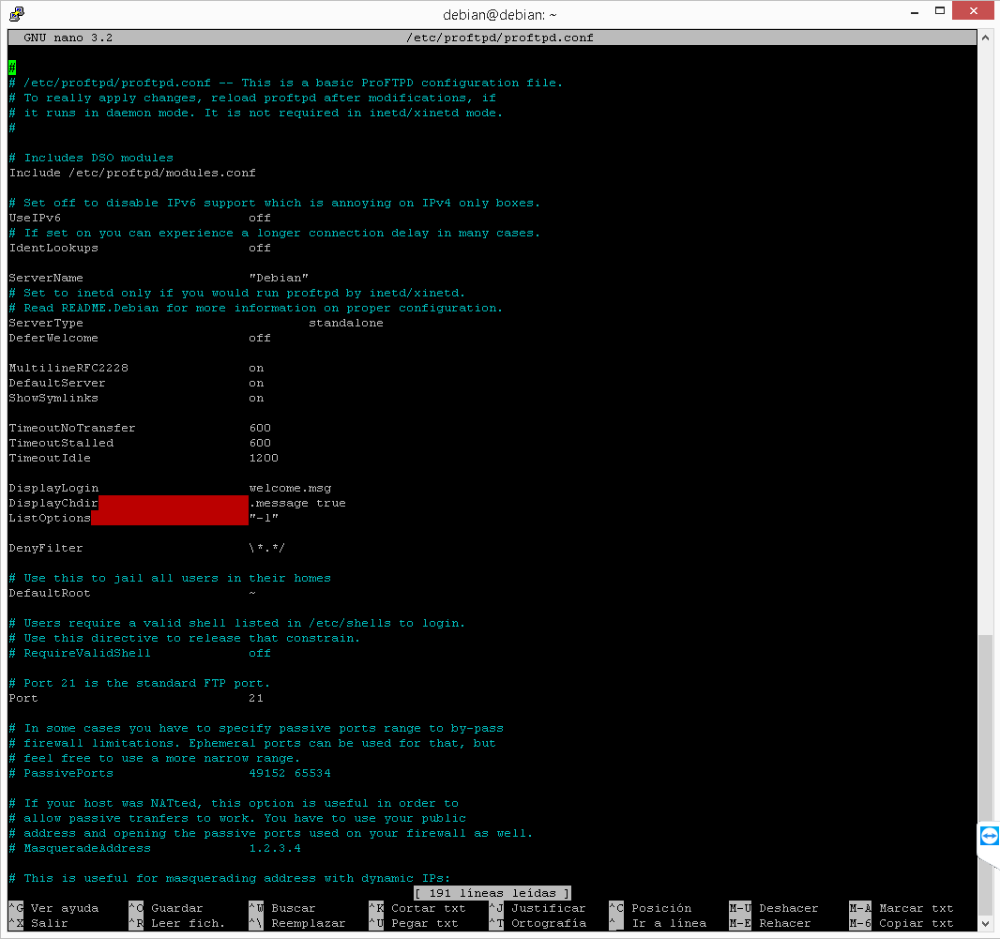 debian@debian: ~
GNU nano 3.2 /etc/proftpd/proftpd.conf
#
# /etc/proftpd/proftpd.conf -- This is a basic ProFTPD configuration file.
# To really apply changes, reload proftpd after modifications, if
# it runs in daemon mode. It is not required in inetd/xinetd mode.
#
# Includes DSO modules
Include /etc/proftpd/modules.conf
# Set off to disable IPv6 support which is annoying on IPv4 only boxes.
UseIPv6 off
# If set on you can experience a longer connection delay in many cases.
IdentLookups off
ServerName "Debian"
# Set to inetd only if you would run proftpd by inetd/xinetd.
# Read README.Debian for more information on proper configuration.
ServerType standalone
DeferWelcome off
MultilineRFC2228 on
DefaultServer on
ShowSymlinks on
TimeoutNoTransfer 600
TimeoutStalled 600
TimeoutIdle 1200
DisplayLogin welcome.msg
DisplayChdir .message true
ListOptions "-l"
DenyFilter \*.*/
# Use this to jail all users in their homes
DefaultRoot ~
# Users require a valid shell listed in /etc/shells to login.
# Use this directive to release that constrain.
# RequireValidShell off
# Port 21 is the standard FTP port.
Port 21
# In some cases you have to specify passive ports range to by-pass
# firewall limitations. Ephemeral ports can be used for that, but
# feel free to use a more narrow range.
# PassivePorts 49152 65534
# If your host was NATted, this option is useful in order to
# allow passive tranfers to work. You have to use your public
# address and opening the passive ports used on your firewall as well.
# MasqueradeAddress 1.2.3.4
# This is useful for masquerading address with dynamic IPs:
[ 191 líneas leídas ]
^G Ver ayuda ^O Guardar ^W Buscar ^K Cortar txt ^J Justificar ^C Posición M-U Deshacer M-A Marcar txt
^X Salir ^R Leer fich. ^\ Reemplazar ^U Pegar txt ^T Ortografía ^_ Ir a línea M-E Rehacer M-6 Copiar txt